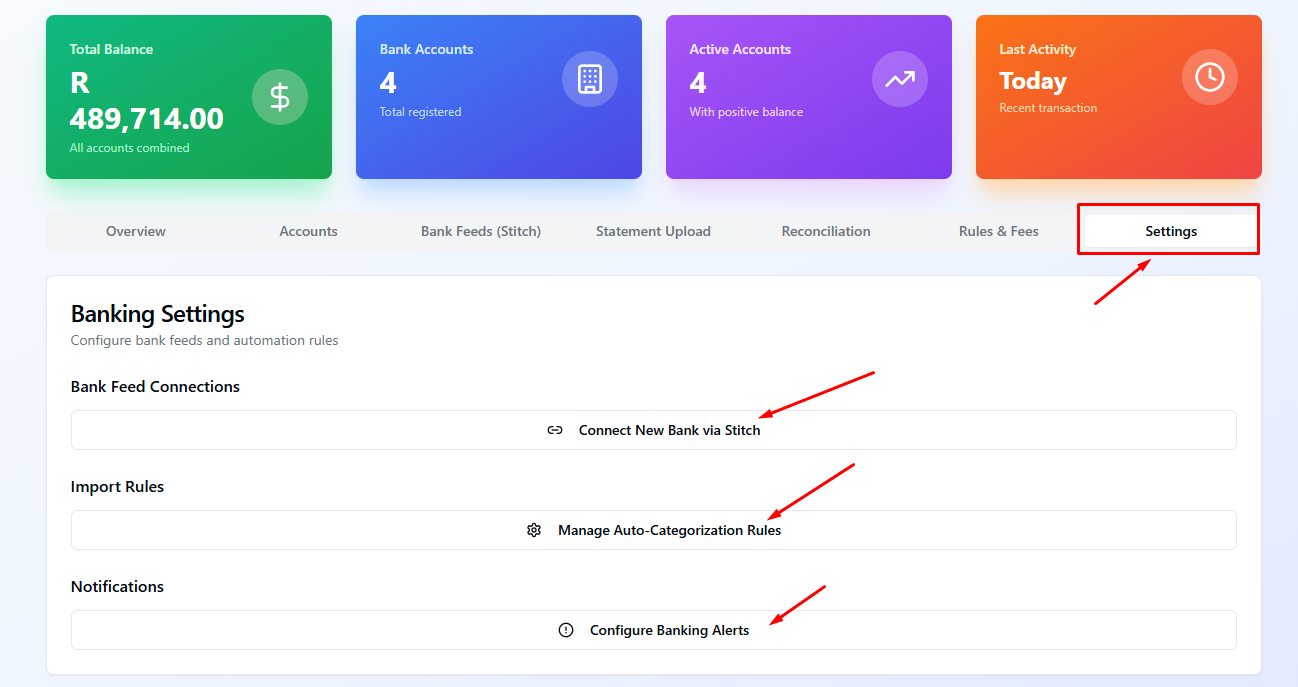 Total Balance
R
489,714.00
All accounts combined
Bank Accounts
4
Total registered
Active Accounts
4
With positive balance
Last Activity
Today
Recent transaction
Overview
Accounts
Bank Feeds (Stitch)
Statement Upload
Reconciliation
Rules & Fees
Settings
Banking Settings
Configure bank feeds and automation rules
Bank Feed Connections
Connect New Bank via Stitch
Import Rules
Manage Auto-Categorization Rules
Notifications
Configure Banking Alerts